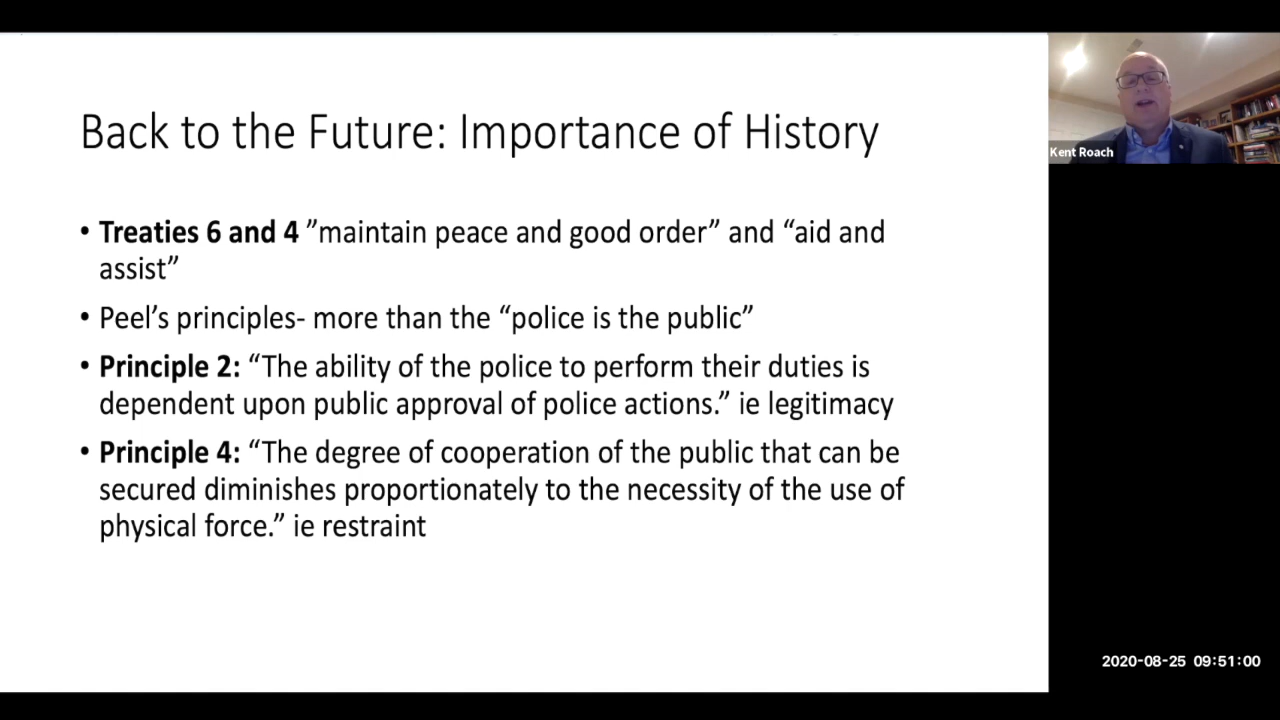 Back to the Future: Importance of History
• Treaties 6 and 4 ”maintain peace and good order” and “aid and
assist”
• Peel’s principles- more than the “police is the public”
• Principle 2: “The ability of the police to perform their duties is
dependent upon public approval of police actions.” ie legitimacy
• Principle 4: “The degree of cooperation of the public that can be
secured diminishes proportionately to the necessity of the use of
physical force.” ie restraint
Kent Roach
2020-08-25 09:51:00